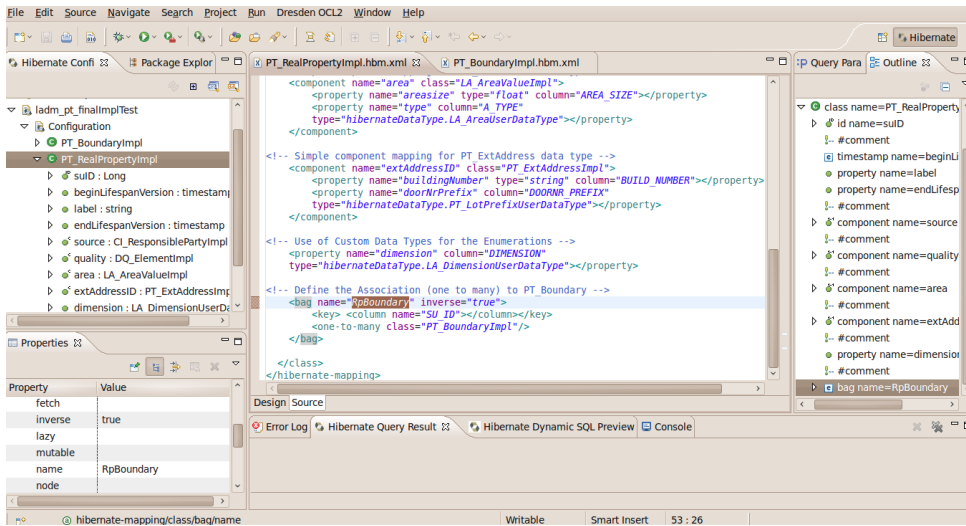 File Edit Source Navigate Search Project Run Dresden OCL2 Window Help
Hibernate
Hibernate Confi
Package Explor
ladm_pt_finalImplTest
Configuration
PT_BoundaryImpl
PT_RealPropertyImpl
suID : Long
beginLifespanVersion : timestam
label : string
endLifespanVersion : timestamp
source : CI_ResponsiblePartyImpl
quality : DQ_ElementImpl
area : LA_AreaValueImpl
extAddressID : PT_ExtAddressImp
dimension : LA_DimensionUserDa
Properties
Property Value
fetch
inverse true
lazy
mutable
name RpBoundary
node
PT_RealPropertyImpl.hbm.xml
PT_BoundaryImpl.hbm.xml
<component name="area" class="LA_AreaValueImpl">
<property name="areasize" type="float" column="AREA_SIZE"></property>
<property name="type" column="A_TYPE"
type="hibernateDataType.LA_AreaUserDataType"></property>
</component>
<!-- Simple component mapping for PT_ExtAddress data type -->
<component name="extAddressID" class="PT_ExtAddressImpl">
<property name="buildingNumber" type="string" column="BUILD_NUMBER"></property>
<property name="doorNrPrefix" column="DOORNR_PREFIX"
type="hibernateDataType.PT_LotPrefixUserDataType"></property>
</component>
<!-- Use of Custom Data Types for the Enumerations -->
<property name="dimension" column="DIMENSION"
type="hibernateDataType.LA_DimensionUserDataType"></property>
<!-- Define the Association (one to many) to PT_Boundary -->
<bag name="RpBoundary" inverse="true">
<key> <column name="SU_ID"></column></key>
<one-to-many class="PT_BoundaryImpl"/>
</bag>
</class>
</hibernate-mapping>
Design Source
Error Log
Hibernate Query Result
Hibernate Dynamic SQL Preview
Console
Query Para
Outline
class name=PT_RealProperty
id name=suID
#comment
timestamp name=beginLi
property name=label
property name=endLifesp
#comment
component name=source
#comment
component name=quality
#comment
component name=area
#comment
component name=extAdd
#comment
property name=dimension
#comment
bag name=RpBoundary
hibernate-mapping/class/bag/name
Writable
Smart Insert
53 : 26